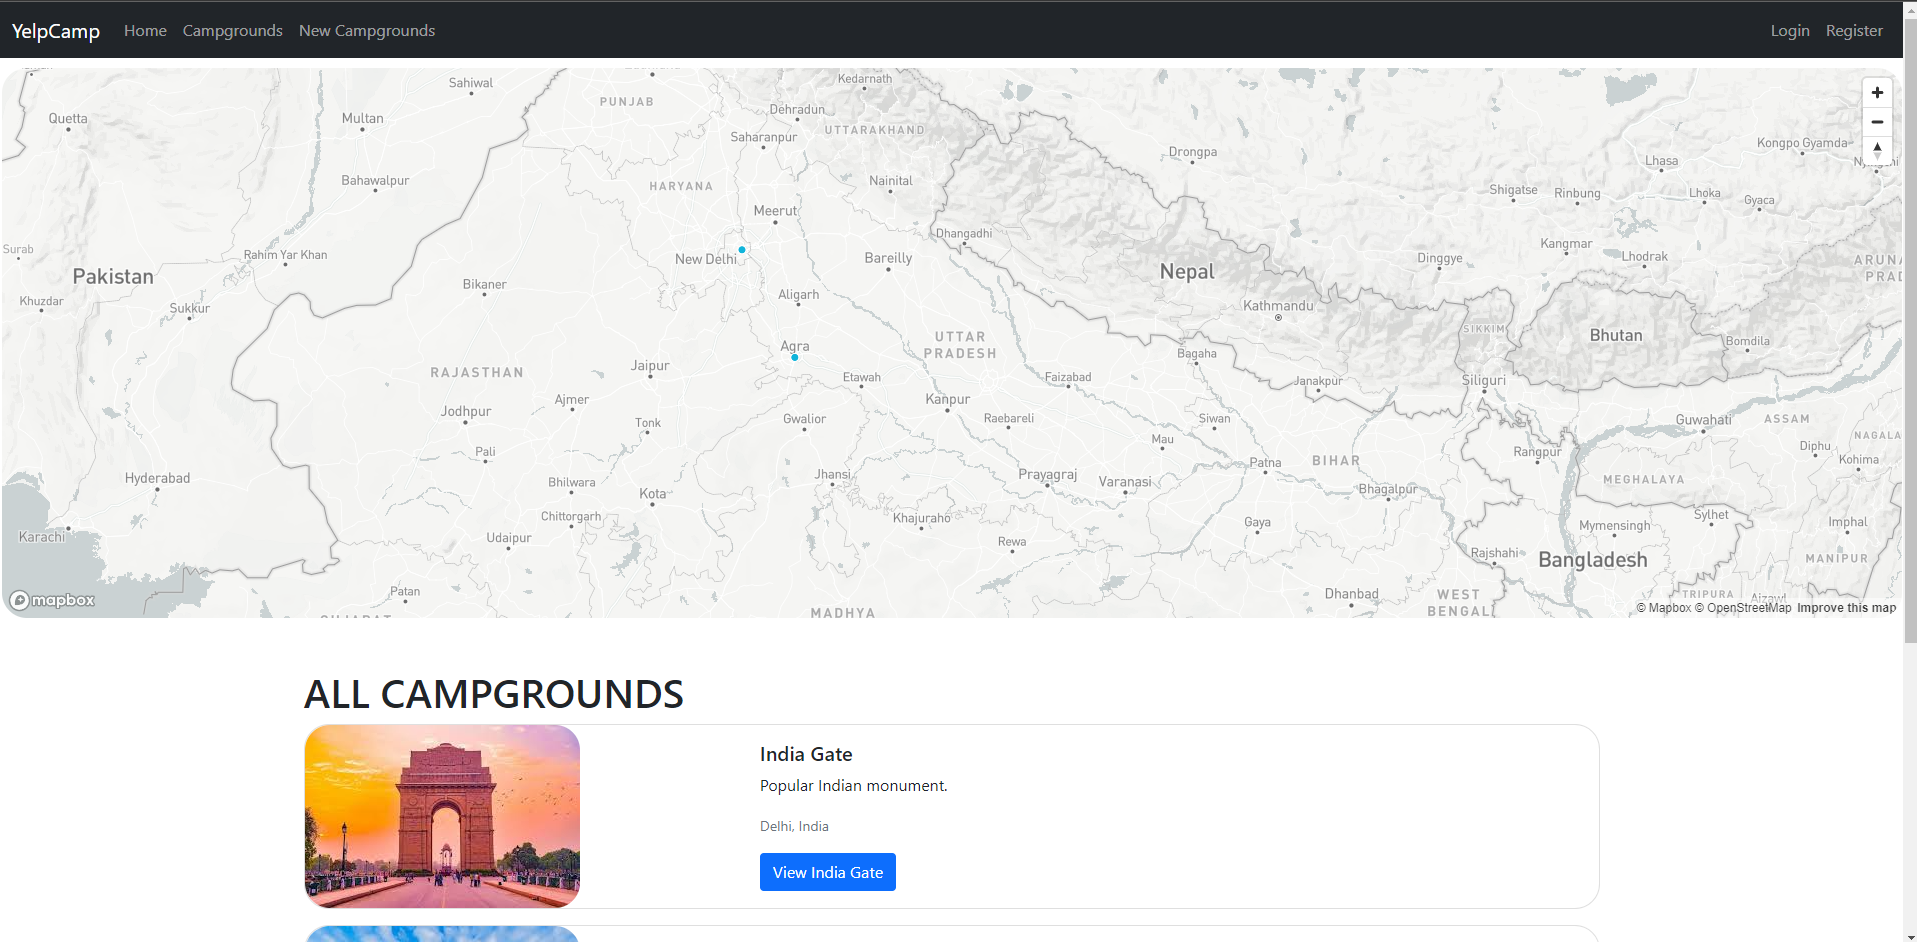 YelpCamp Home Campgrounds New Campgrounds Login Register
Kedarnath
Sahiwal
PUNJAB
Dehradun
Quetta
Multan
UTTARAKHAND
Saharanpur
Kongpo Gyamda
Drongpa
Lhasa
Bahawalpur
HARYANA
Nainital
Shigatse
Rinbung
Lhoka
Gyaca
Meerut
Surab
Dhangadhi
Kangmar
Rahim Yar Khan
New Delhi
Bareilly
Dinggye
Lhodrak
Pakistan
Nepal
Bikaner
Aligarh
Khuzdar
Sukkur
Kathmandu
SIKKIM
UTTAR
PRADESH
Bhutan
Bomdila
Agra
Bagaha
Jaipur
RAJASTHAN
Etawah
Faizabad
Janakpur
Siliguri
Ajmer
Kanpur
Jodhpur
Gwalior
Raebareli
Siwan
Guwahati
ASSAM
Tonk
Mau
NAGALA
Pali
Diphu
Rangpur
Kohima
Patna
BIHAR
Hyderabad
Jhansi
Prayagraj
Varanasi
MEGHALAYA
Bhilwara
Kota
Bhagalpur
Chittorgarh
Khajuraho
Gaya
Sylhet
Mymensingh
Imphal
Karachi
Udaipur
Rewa
Rajshahi
Bangladesh
MANIPUR
Patan
Dhanbad
WEST
BENGAL
TRIPURA
Aizawl
mapbox
MADHYA
© Mapbox © OpenStreetMap Improve this map
ALL CAMPGROUNDS
India Gate
Popular Indian monument.
Delhi, India
View India Gate